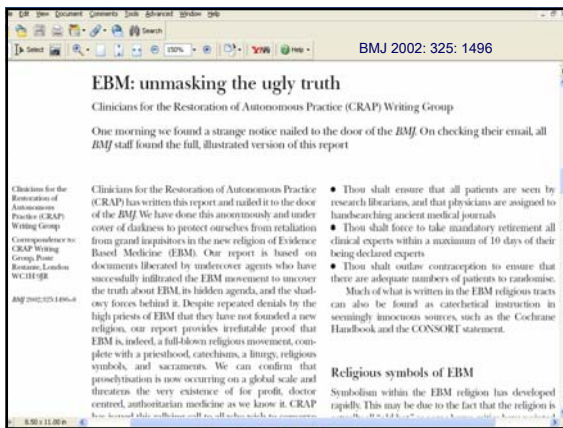 Edit View Document Comments Tools Advanced Window Help
Search
Select
150%
Help
BMJ 2002: 325: 1496
EBM: unmasking the ugly truth
Clinicians for the Restoration of Autonomous Practice (CRAP) Writing Group
One morning we found a strange notice nailed to the door of the BMJ. On checking their email, all
BMJ staff found the full, illustrated version of this report
Clinicians for the
Restoration of
Autonomous
Practice (CRAP)
Writing Group
Correspondence to:
CRAP Writing
Group, Poste
Restante, London
WC1H 9JR
BMJ 2002;325:1496–8
Clinicians for the Restoration of Autonomous Practice
(CRAP) has written this report and nailed it to the door
of the BMJ. We have done this anonymously and under
cover of darkness to protect ourselves from retaliation
from grand inquisitors in the new religion of Evidence
Based Medicine (EBM). Our report is based on
documents liberated by undercover agents who have
successfully infiltrated the EBM movement to uncover
the truth about EBM, its hidden agenda, and the shad-
owy forces behind it. Despite repeated denials by the
high priests of EBM that they have not founded a new
religion, our report provides irrefutable proof that
EBM is, indeed, a full-blown religious movement, com-
plete with a priesthood, catechisms, a liturgy, religious
symbols, and sacraments. We can confirm that
proselytisation is now occurring on a global scale and
threatens the very existence of for profit, doctor
centred, authoritarian medicine as we know it. CRAP
● Thou shalt ensure that all patients are seen by
research librarians, and that physicians are assigned to
handsearching ancient medical journals
● Thou shalt force to take mandatory retirement all
clinical experts within a maximum of 10 days of their
being declared experts
● Thou shalt outlaw contraception to ensure that
there are adequate numbers of patients to randomise.
Much of what is written in the EBM religious tracts
can also be found as catechetical instruction in
seemingly innocuous sources, such as the Cochrane
Handbook and the CONSORT statement.
Religious symbols of EBM
Symbolism within the EBM religion has developed
rapidly. This may be due to the fact that the religion is
8.50 x 11.00 in